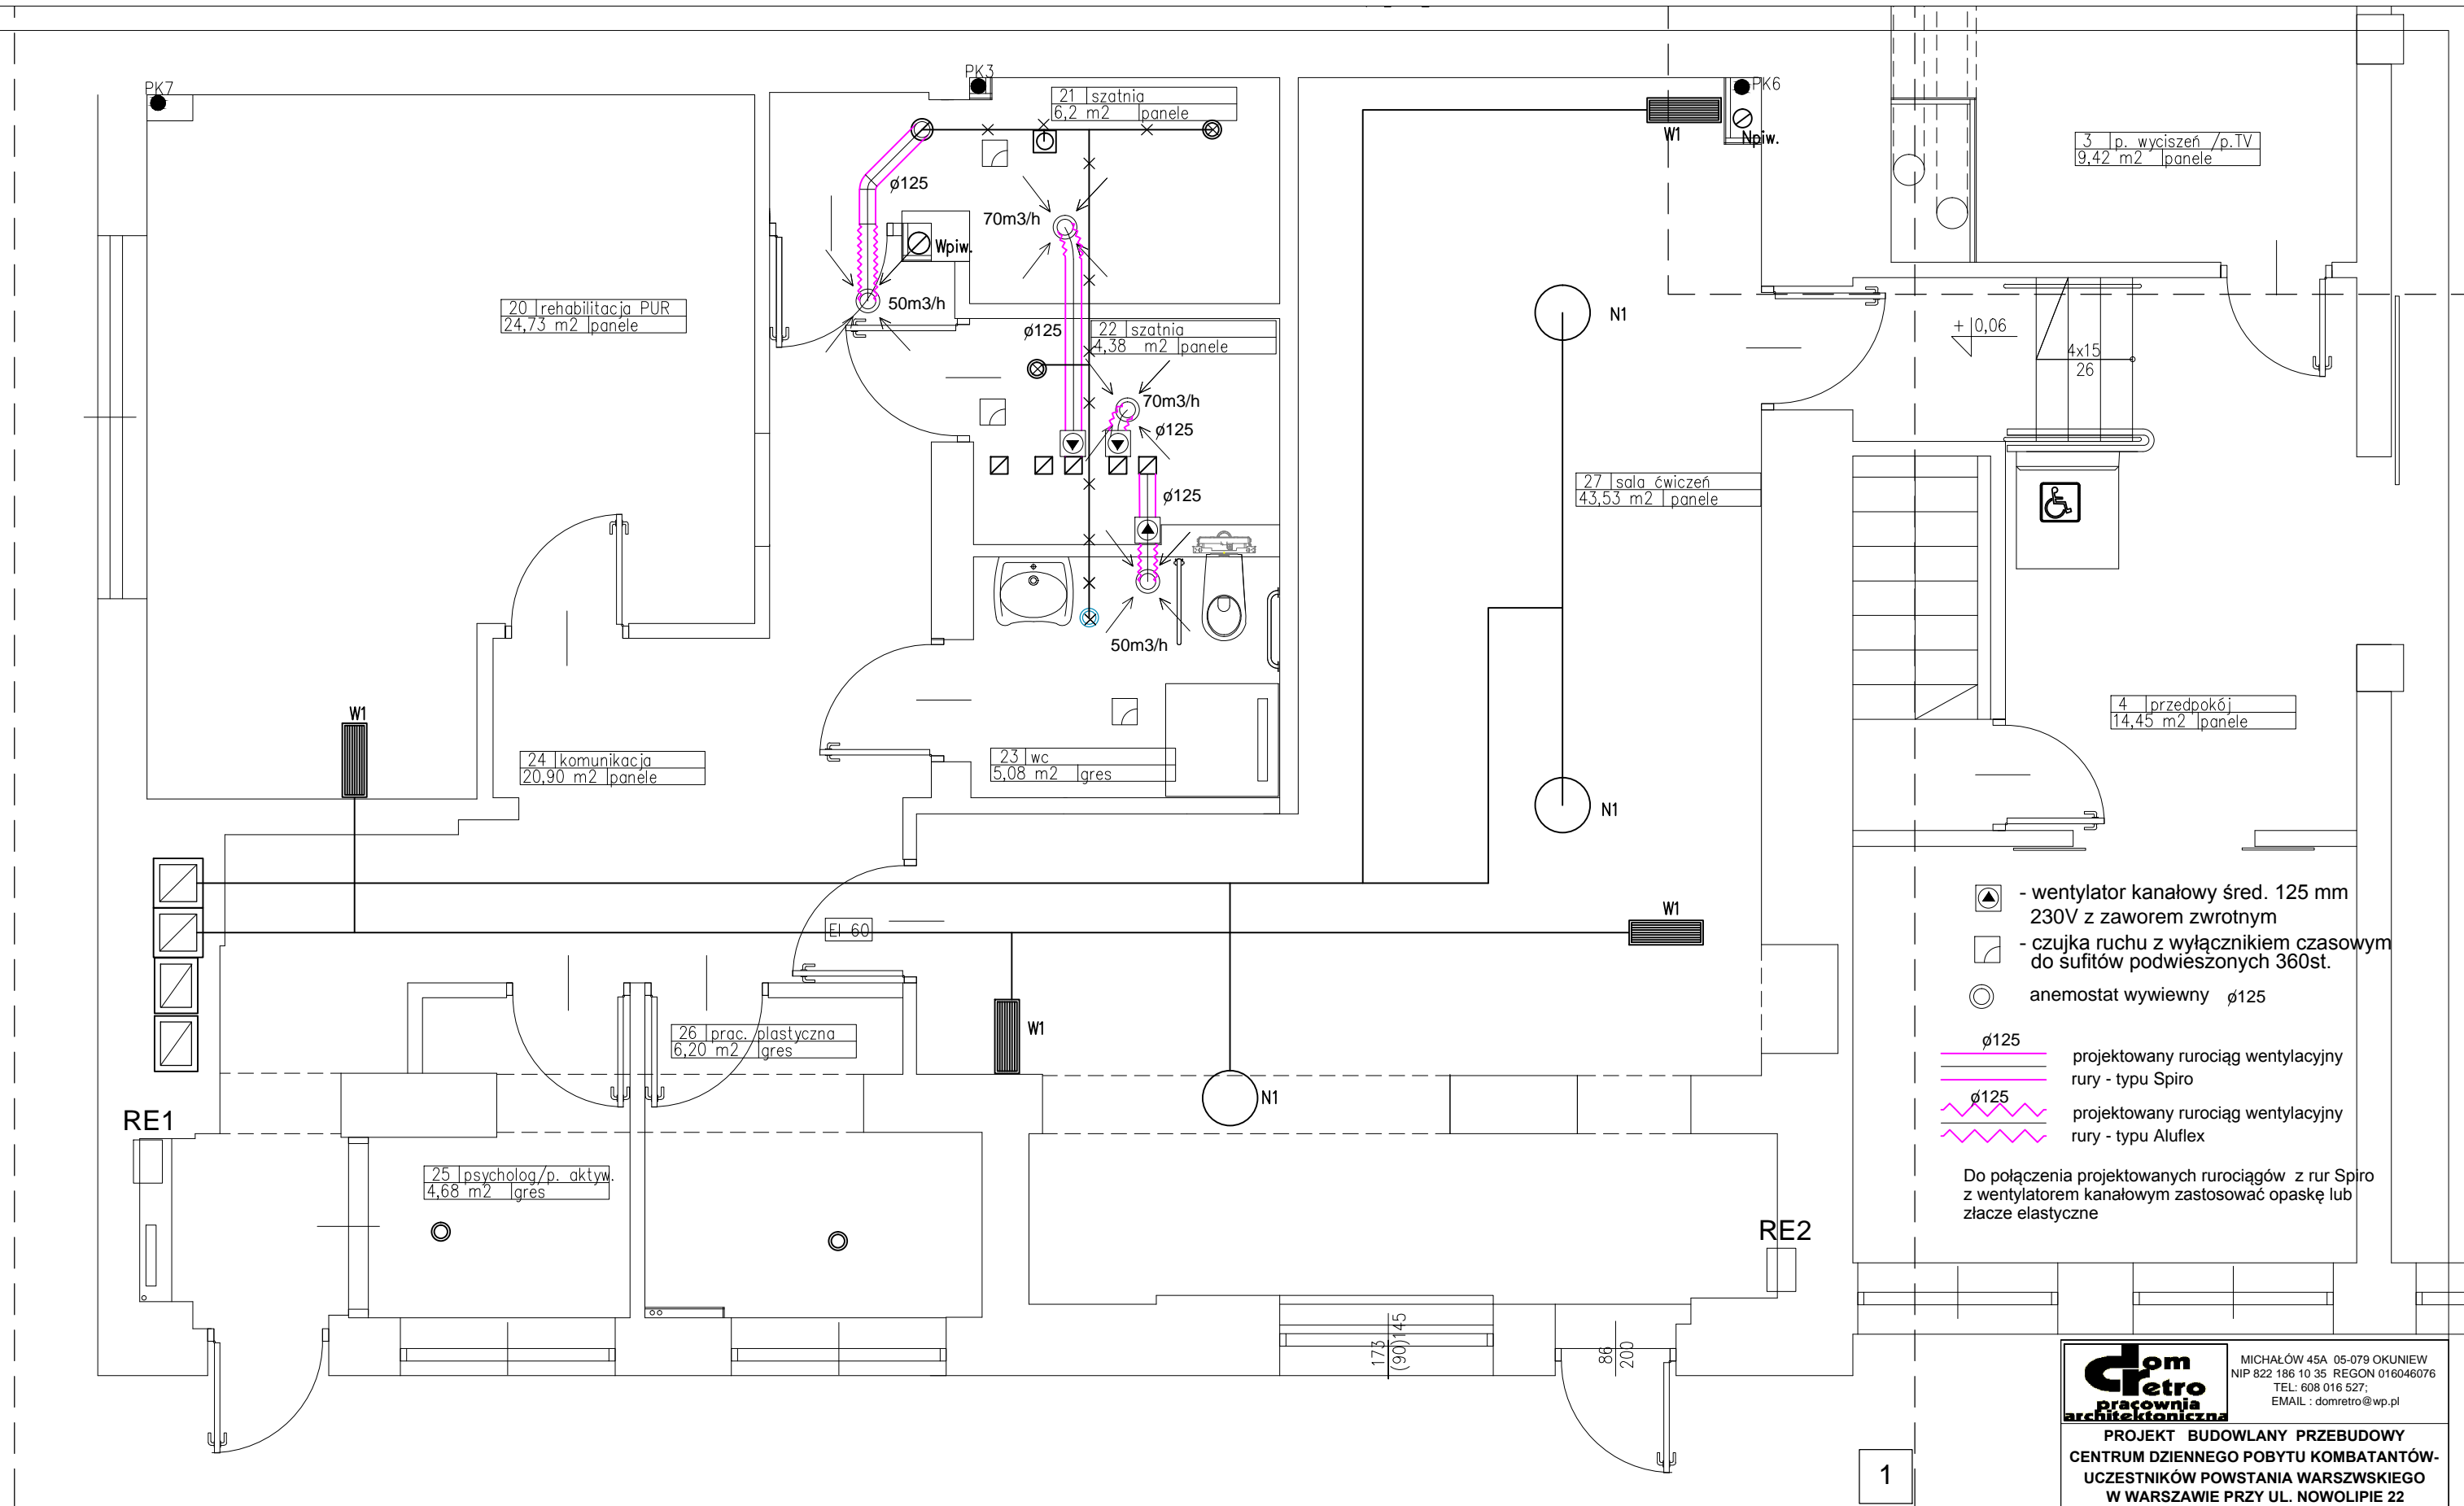 PK7
PK3
21 szatnia
6,2 m2 panele
PK6
W1
Npiw.
3 p. wyciszeń /p.TV
9,42 m2 panele
ø125
70m3/h
Wpiw.
50m3/h
20 rehabilitacja PUR
24,73 m2 panele
ø125
22 szatnia
4,38 m2 panele
N1
+ 0,06
4x15
26
70m3/h
ø125
ø125
27 sala ćwiczeń
43,53 m2 panele
50m3/h
W1
24 komunikacja
20,90 m2 panele
23 wc
5,08 m2 gres
N1
4 przedpokój
14,45 m2 panele
EI 60
W1
- wentylator kanałowy śred. 125 mm
230V z zaworem zwrotnym
- czujka ruchu z wyłącznikiem czasowym
do sufitów podwieszonych 360st.
anemostat wywiewny ø125
26 prac. plastyczna
6,20 m2 gres
W1
N1
ø125
projektowany rurociąg wentylacyjny
rury - typu Spiro
ø125
projektowany rurociąg wentylacyjny
rury - typu Aluflex
RE1
25 psycholog/p. aktyw.
4,68 m2 gres
Do połączenia projektowanych rurociągów z rur Spiro
z wentylatorem kanałowym zastosować opaskę lub
złacze elastyczne
RE2
173
(90)145
86
200
dom
retro
pracownia
architektoniczna
MICHAŁÓW 45A 05-079 OKUNIEW
NIP 822 186 10 35 REGON 016046076
TEL: 608 016 527;
EMAIL : domretro@wp.pl
PROJEKT BUDOWLANY PRZEBUDOWY
CENTRUM DZIENNEGO POBYTU KOMBATANTÓW-
UCZESTNIKÓW POWSTANIA WARSZWSKIEGO
W WARSZAWIE PRZY UL. NOWOLIPIE 22
1